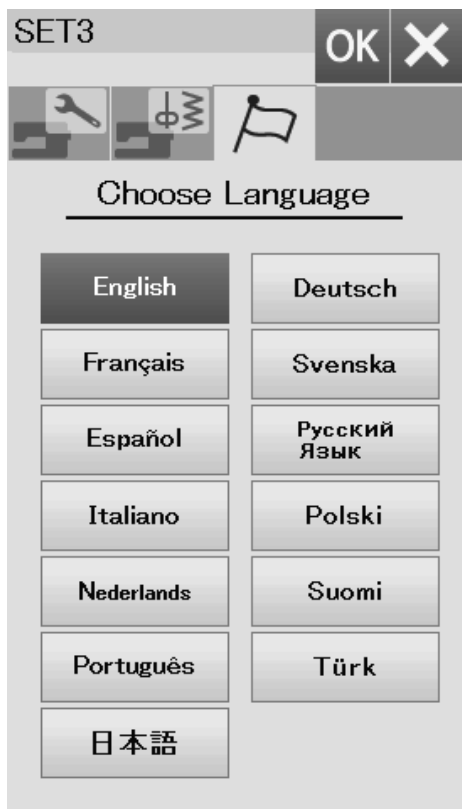 SET3
OK
Choose Language
English
Deutsch
Français
Svenska
Español
Русский
Язык
Italiano
Polski
Nederlands
Suomi
Português
Türk
日本語